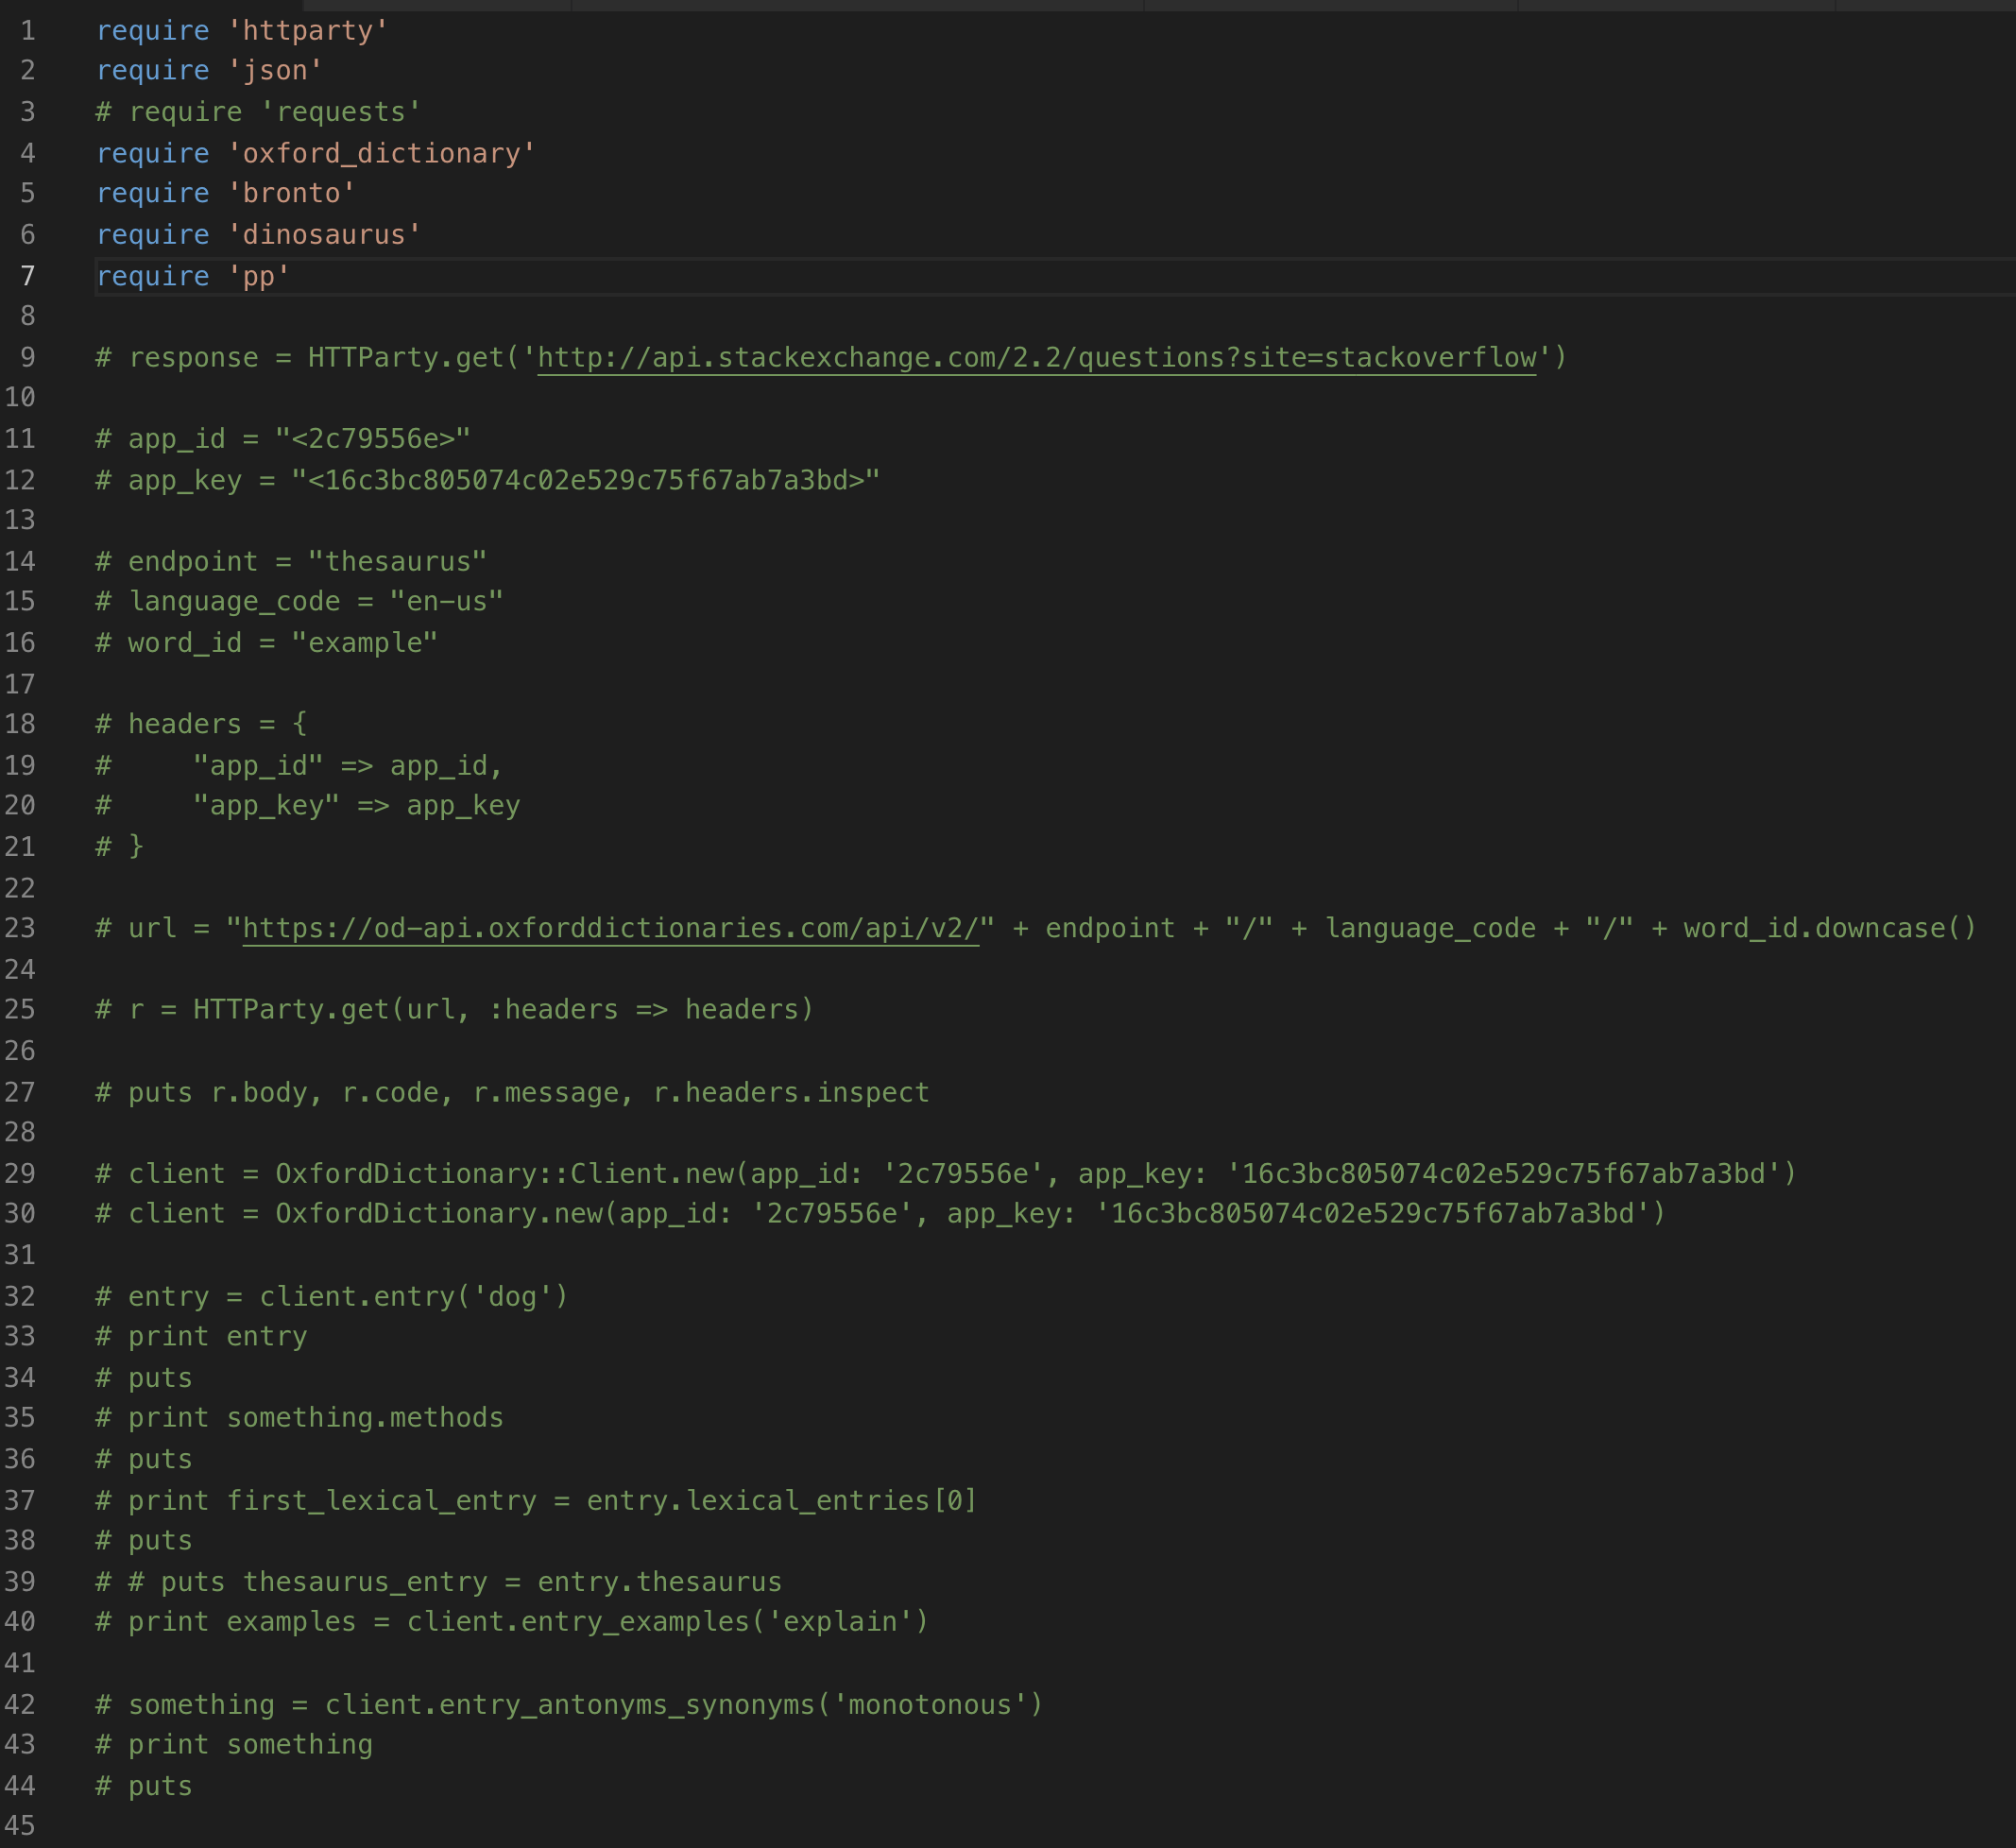 1 require 'httparty'
2 require 'json'
3 # require 'requests'
4 require 'oxford_dictionary'
5 require 'bronto'
6 require 'dinosaurus'
7 require 'pp'
8
9 # response = HTTParty.get('http://api.stackexchange.com/2.2/questions?site=stackoverflow')
10
11 # app_id = "<2c79556e>"
12 # app_key = "<16c3bc805074c02e529c75f67ab7a3bd>"
13
14 # endpoint = "thesaurus"
15 # language_code = "en-us"
16 # word_id = "example"
17
18 # headers = {
19 #     "app_id" => app_id,
20 #     "app_key" => app_key
21 # }
22
23 # url = "https://od-api.oxforddictionaries.com/api/v2/" + endpoint + "/" + language_code + "/" + word_id.downcase()
24
25 # r = HTTParty.get(url, :headers => headers)
26
27 # puts r.body, r.code, r.message, r.headers.inspect
28
29 # client = OxfordDictionary::Client.new(app_id: '2c79556e', app_key: '16c3bc805074c02e529c75f67ab7a3bd')
30 # client = OxfordDictionary.new(app_id: '2c79556e', app_key: '16c3bc805074c02e529c75f67ab7a3bd')
31
32 # entry = client.entry('dog')
33 # print entry
34 # puts
35 # print something.methods
36 # puts
37 # print first_lexical_entry = entry.lexical_entries[0]
38 # puts
39 # # puts thesaurus_entry = entry.thesaurus
40 # print examples = client.entry_examples('explain')
41
42 # something = client.entry_antonyms_synonyms('monotonous')
43 # print something
44 # puts
45